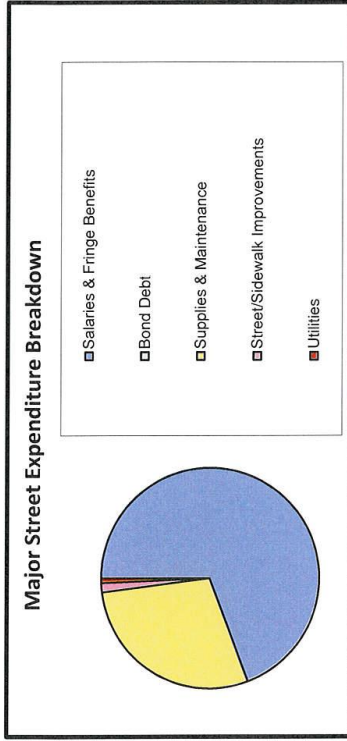 Major Street Expenditure Breakdown
Salaries & Fringe Benefits
Bond Debt
Supplies & Maintenance
Street/Sidewalk Improvements
Utilities